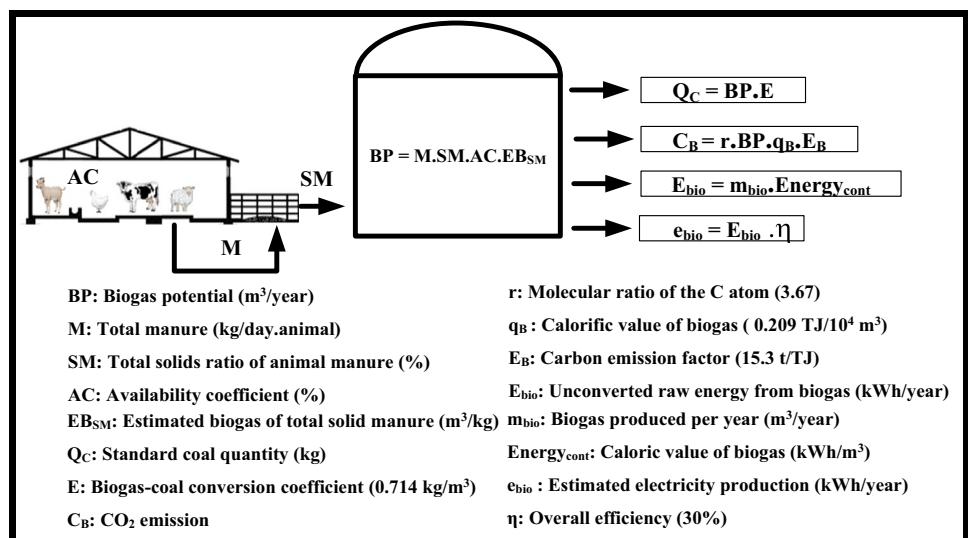 AC
SM
M
BP = M.SM.AC.EB_SM
Q_C = BP.E
C_B = r.BP.q_B.E_B
E_bio = m_bio.Energy_cont
e_bio = E_bio .η
BP: Biogas potential (m³/year)
M: Total manure (kg/day.animal)
SM: Total solids ratio of animal manure (%)
AC: Availability coefficient (%)
EB_SM: Estimated biogas of total solid manure (m³/kg)
Q_C: Standard coal quantity (kg)
E: Biogas-coal conversion coefficient (0.714 kg/m³)
C_B: CO₂ emission
r: Molecular ratio of the C atom (3.67)
q_B : Calorific value of biogas ( 0.209 TJ/10⁴ m³)
E_B: Carbon emission factor (15.3 t/TJ)
E_bio: Unconverted raw energy from biogas (kWh/year)
m_bio: Biogas produced per year (m³/year)
Energy_cont: Caloric value of biogas (kWh/m³)
e_bio : Estimated electricity production (kWh/year)
η: Overall efficiency (30%)